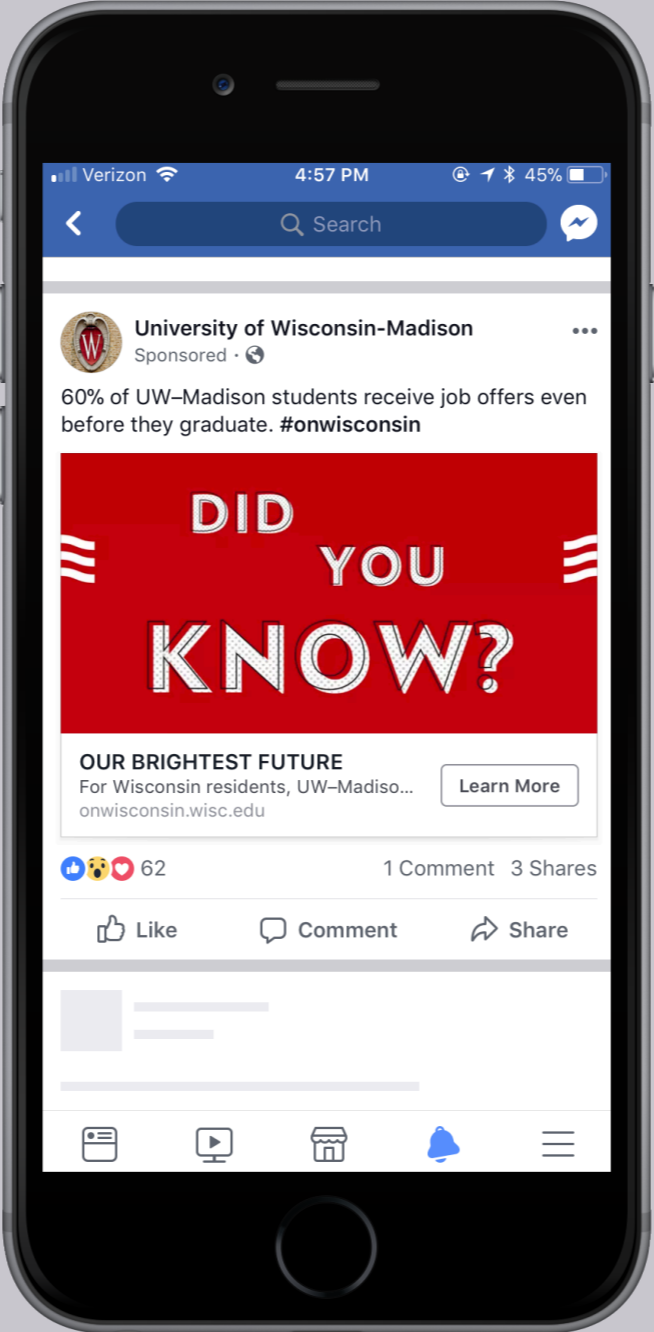 Verizon 4:57 PM 45%
Search
W
University of Wisconsin-Madison
Sponsored ·
60% of UW–Madison students receive job offers even
before they graduate. #onwisconsin
DID
YOU
KNOW?
OUR BRIGHTEST FUTURE
For Wisconsin residents, UW–Madiso...
onwisconsin.wisc.edu
Learn More
62 1 Comment 3 Shares
Like Comment Share